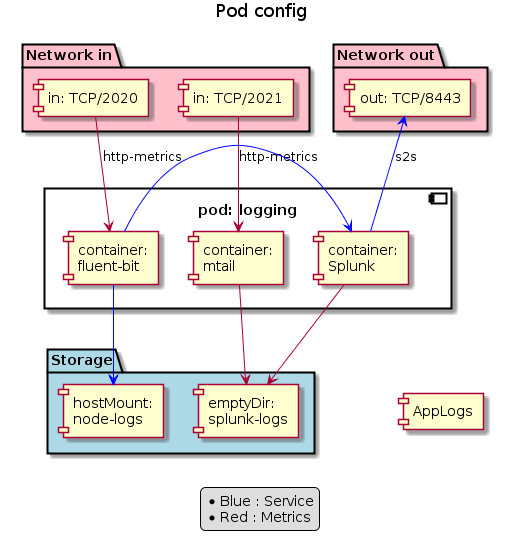 Pod config
Network in
Network out
in: TCP/2020
in: TCP/2021
out: TCP/8443
http-metrics
http-metrics
s2s
pod: logging
container:
fluent-bit
container:
mtail
container:
Splunk
Storage
hostMount:
node-logs
emptyDir:
splunk-logs
AppLogs
• Blue : Service
• Red : Metrics